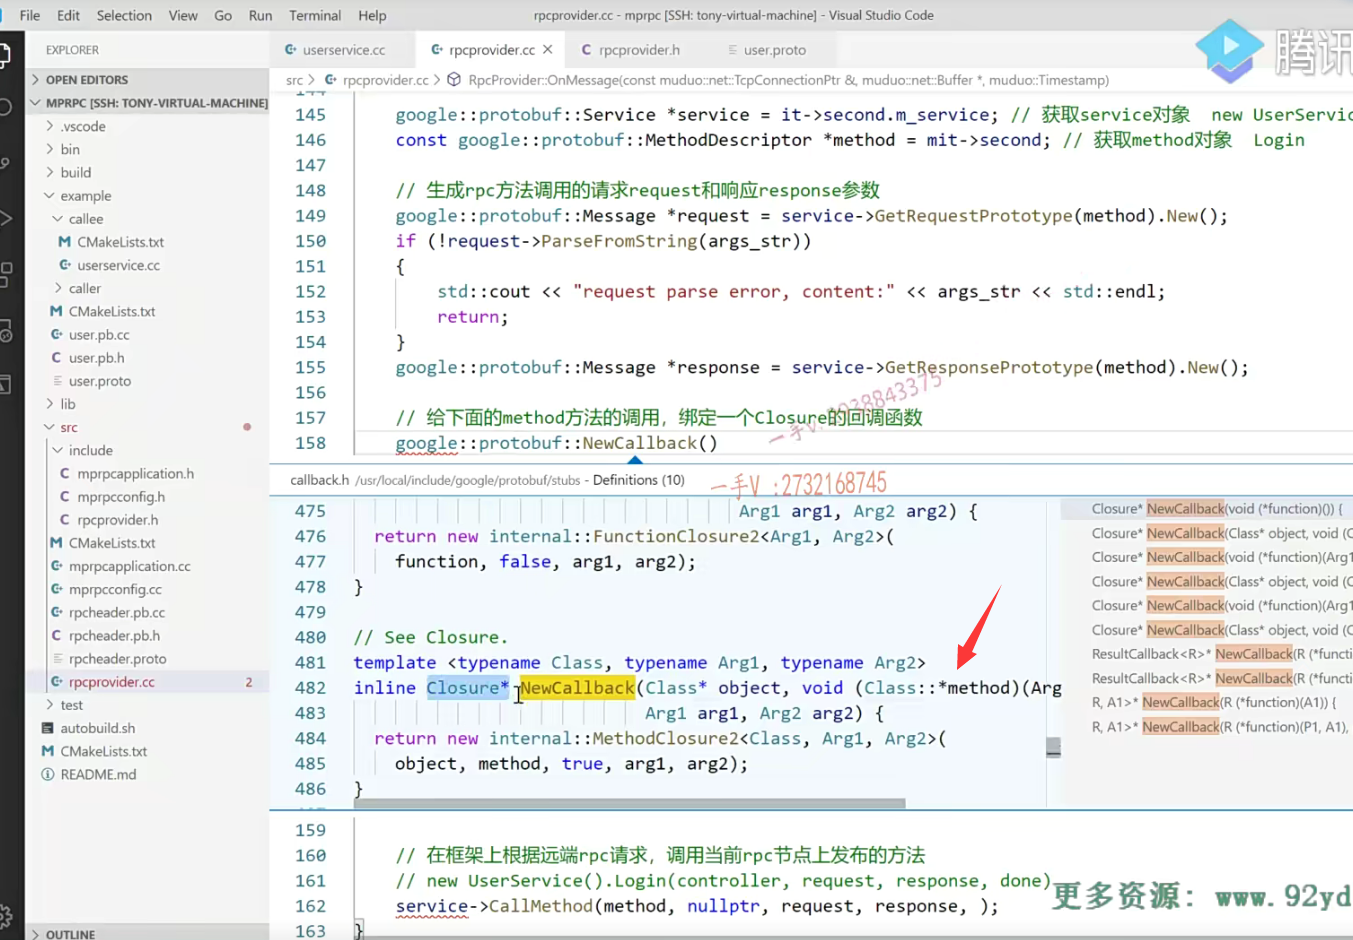 File Edit Selection View Go Run Terminal Help
rpcprovider.cc - mprpc [SSH: tony-virtual-machine] - Visual Studio Code
EXPLORER
OPEN EDITORS
MPRPC [SSH: TONY-VIRTUAL-MACHINE]
.vscode
bin
build
example
callee
M CMakeLists.txt
userservice.cc
caller
M CMakeLists.txt
user.pb.cc
C user.pb.h
user.proto
lib
src
include
C mprpcapplication.h
C mprpcconfig.h
C rpcprovider.h
M CMakeLists.txt
mprpcapplication.cc
mprpcconfig.cc
rpcheader.pb.cc
C rpcheader.pb.h
rpcheader.proto
rpcprovider.cc 2
test
autobuild.sh
M CMakeLists.txt
README.md
OUTLINE
userservice.cc rpcprovider.cc C rpcprovider.h user.proto
腾讯
src > rpcprovider.cc > RpcProvider::OnMessage(const muduo::net::TcpConnectionPtr &, muduo::net::Buffer *, muduo::Timestamp)
144
145 google::protobuf::Service *service = it->second.m_service; // 获取service对象 new UserServic
146 const google::protobuf::MethodDescriptor *method = mit->second; // 获取method对象 Login
147
148 // 生成rpc方法调用的请求request和响应response参数
149 google::protobuf::Message *request = service->GetRequestPrototype(method).New();
150 if (!request->ParseFromString(args_str))
151 {
152 std::cout << "request parse error, content:" << args_str << std::endl;
153 return;
154 }
155 google::protobuf::Message *response = service->GetResponsePrototype(method).New();
156
157 // 给下面的method方法的调用，绑定一个Closure的回调函数
158 google::protobuf::NewCallback()
callback.h /usr/local/include/google/protobuf/stubs - Definitions (10)
一手V :2732168745
475 Arg1 arg1, Arg2 arg2) {
476 return new internal::FunctionClosure2<Arg1, Arg2>(
477 function, false, arg1, arg2);
478 }
479
480 // See Closure.
481 template <typename Class, typename Arg1, typename Arg2>
482 inline Closure* NewCallback(Class* object, void (Class::*method)(Arg
483 Arg1 arg1, Arg2 arg2) {
484 return new internal::MethodClosure2<Class, Arg1, Arg2>(
485 object, method, true, arg1, arg2);
486 }
Closure* NewCallback(void (*function)()) {
Closure* NewCallback(Class* object, void (C
Closure* NewCallback(void (*function)(Arg1
Closure* NewCallback(Class* object, void (C
Closure* NewCallback(void (*function)(Arg1
Closure* NewCallback(Class* object, void (C
ResultCallback<R>* NewCallback(R (*functi
ResultCallback<R>* NewCallback(R (*functi
R, A1>* NewCallback(R (*function)(A1)) {
R, A1>* NewCallback(R (*function)(P1, A1),
159
160 // 在框架上根据远端rpc请求，调用当前rpc节点上发布的方法
161 // new UserService().Login(controller, request, response, done)
162 service->CallMethod(method, nullptr, request, response, );
163 }
更多资源: www.92yd